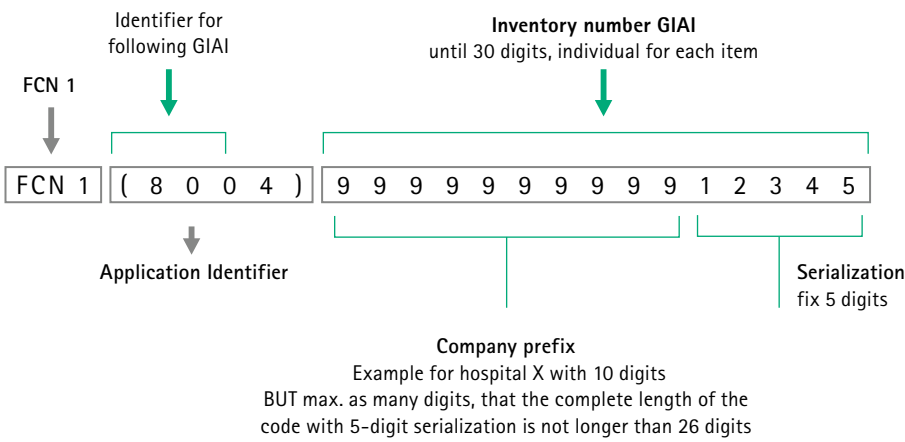 Identifier for
following GIAI
Inventory number GIAI
until 30 digits, individual for each item
FCN 1
FCN 1 ( 8 0 0 4 ) 9 9 9 9 9 9 9 9 9 9 1 2 3 4 5
Application Identifier
Serialization
fix 5 digits
Company prefix
Example for hospital X with 10 digits
BUT max. as many digits, that the complete length of the
code with 5-digit serialization is not longer than 26 digits